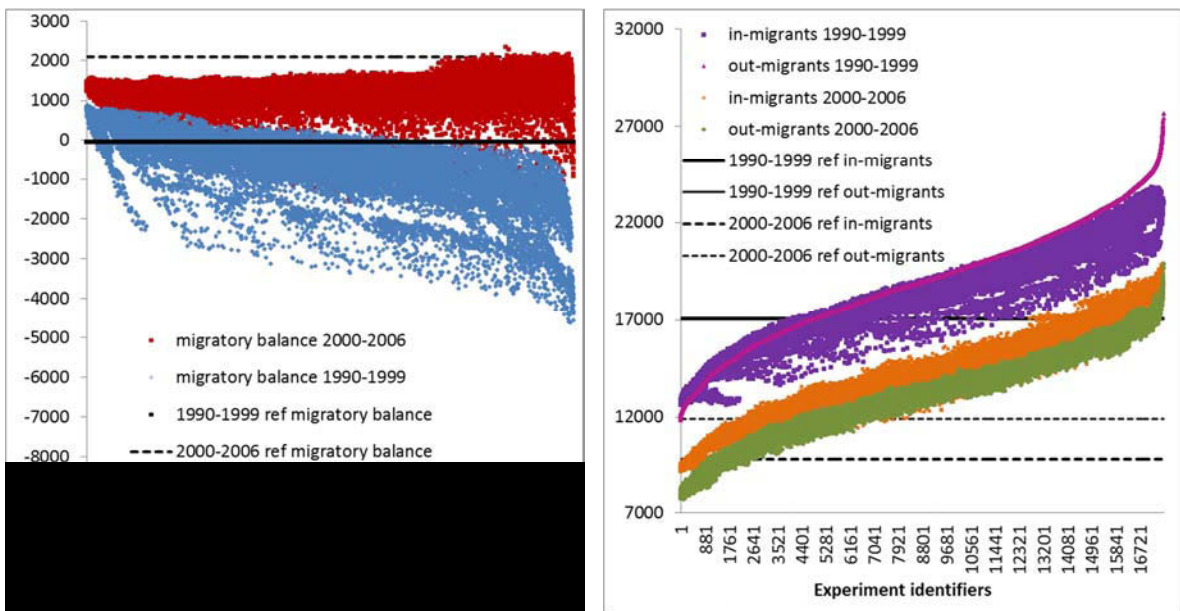 3000
2000
1000
0
-1000
-2000
-3000
-4000
-5000
-6000
-7000
-8000
migratory balance 2000-2006
migratory balance 1990-1999
1990-1999 ref migratory balance
2000-2006 ref migratory balance
32000
27000
22000
17000
12000
7000
in-migrants 1990-1999
out-migrants 1990-1999
in-migrants 2000-2006
out-migrants 2000-2006
1990-1999 ref in-migrants
1990-1999 ref out-migrants
2000-2006 ref in-migrants
2000-2006 ref out-migrants
1
881
1761
2641
3521
4401
5281
6161
7041
7921
8801
9681
10561
11441
12321
13201
14081
14961
15841
16721
Experiment identifiers